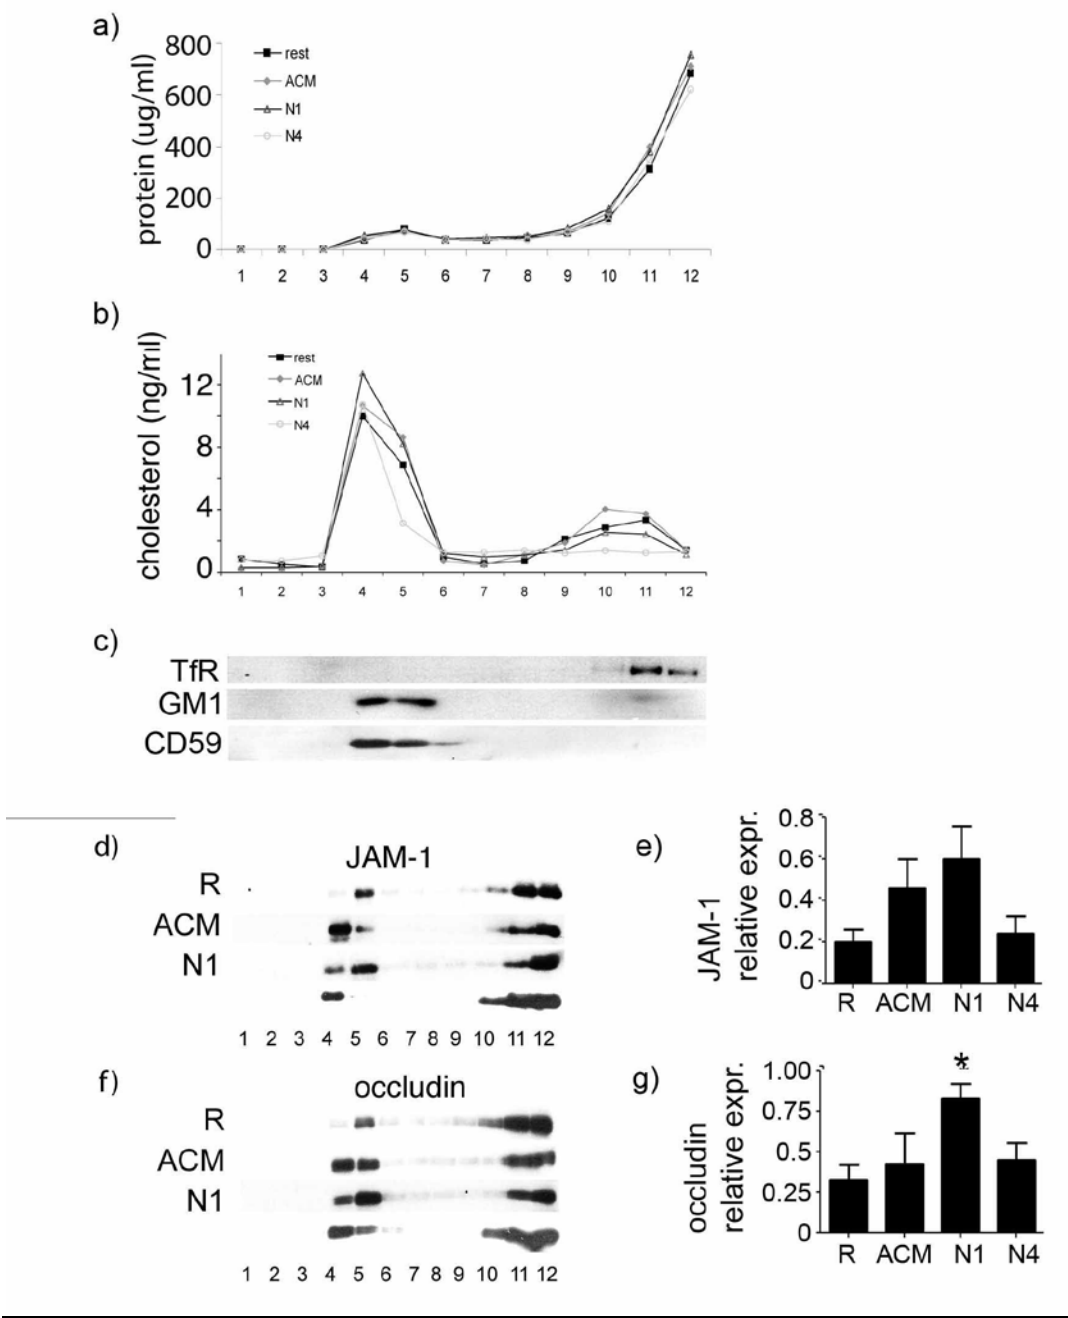 a)
protein (ug/ml)
800
600
400
200
0
rest
ACM
N1
N4
1 2 3 4 5 6 7 8 9 10 11 12
b)
cholesterol (ng/ml)
12
8
4
0
rest
ACM
N1
N4
1 2 3 4 5 6 7 8 9 10 11 12
c)
TfR
GM1
CD59
d)
JAM-1
R
ACM
N1
1 2 3 4 5 6 7 8 9 10 11 12
e)
JAM-1
relative expr.
0.8
0.6
0.4
0.2
0
R ACM N1 N4
f)
occludin
R
ACM
N1
1 2 3 4 5 6 7 8 9 10 11 12
g)
occludin
relative expr.
1.00
0.75
0.5
0.25
0
*
R ACM N1 N4